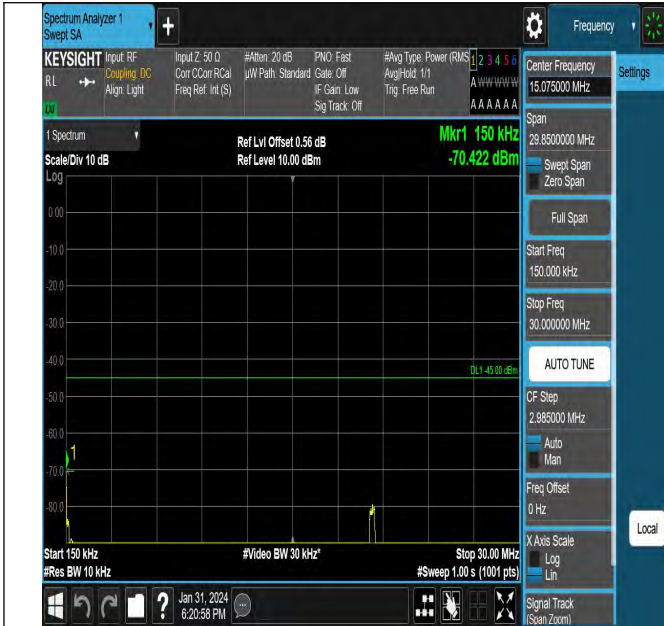 Spectrum Analyzer 1
Swept SA
Frequency
KEYSIGHT
RL
Input: RF
Coupling: DC
Align: Light
Input Z: 50 Ω
Corr CCorr RCal
Freq Ref: Int (S)
#Atten: 20 dB
µW Path: Standard
PNO: Fast
Gate: Off
IF Gain: Low
Sig Track: Off
#Avg Type: Power (RMS
Avg|Hold: 1/1
Trig: Free Run
1 2 3 4 5 6
A W W W W W
A A A A A A
1 Spectrum
Scale/Div 10 dB
Log
Ref Lvl Offset 0.56 dB
Ref Level 10.00 dBm
Mkr1 150 kHz
-70.422 dBm
0.00
-10.0
-20.0
-30.0
-40.0
DL1 -45.00 dBm
-50.0
-60.0
1
-70.0
-80.0
Start 150 kHz
#Res BW 10 kHz
#Video BW 30 kHz*
Stop 30.00 MHz
#Sweep 1.00 s (1001 pts)
Jan 31, 2024
6:20:58 PM
Center Frequency
15.075000 MHz
Settings
Span
29.8500000 MHz
Swept Span
Zero Span
Full Span
Start Freq
150.000 kHz
Stop Freq
30.000000 MHz
AUTO TUNE
CF Step
2.985000 MHz
Auto
Man
Freq Offset
0 Hz
Local
X Axis Scale
Log
Lin
Signal Track
(Span Zoom)